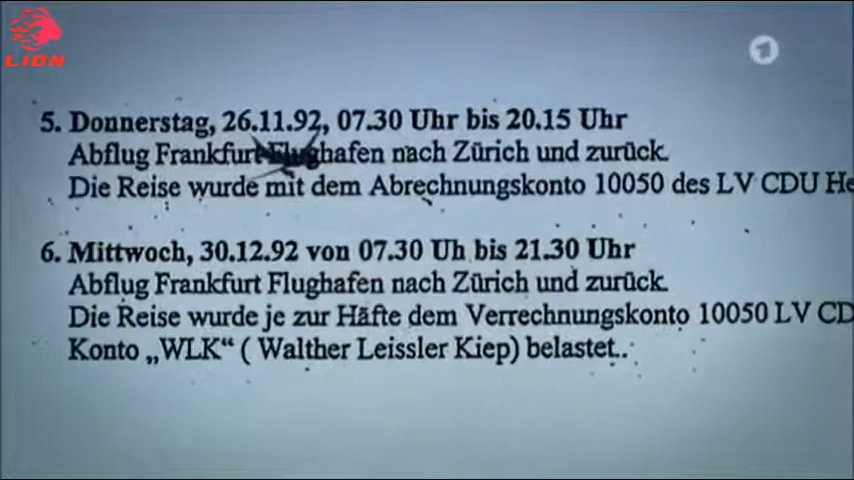 LION
1
5. Donnerstag, 26.11.92, 07.30 Uhr bis 20.15 Uhr
Abflug Frankfurt Flughafen nach Zürich und zurück.
Die Reise wurde mit dem Abrechnungskonto 10050 des LV CDU He
6. Mittwoch, 30.12.92 von 07.30 Uh bis 21.30 Uhr
Abflug Frankfurt Flughafen nach Zürich und zurück.
Die Reise wurde je zur Häfte dem Verrechnungskonto 10050 LV CD
Konto „WLK“ ( Walther Leissler Kiep) belastet..